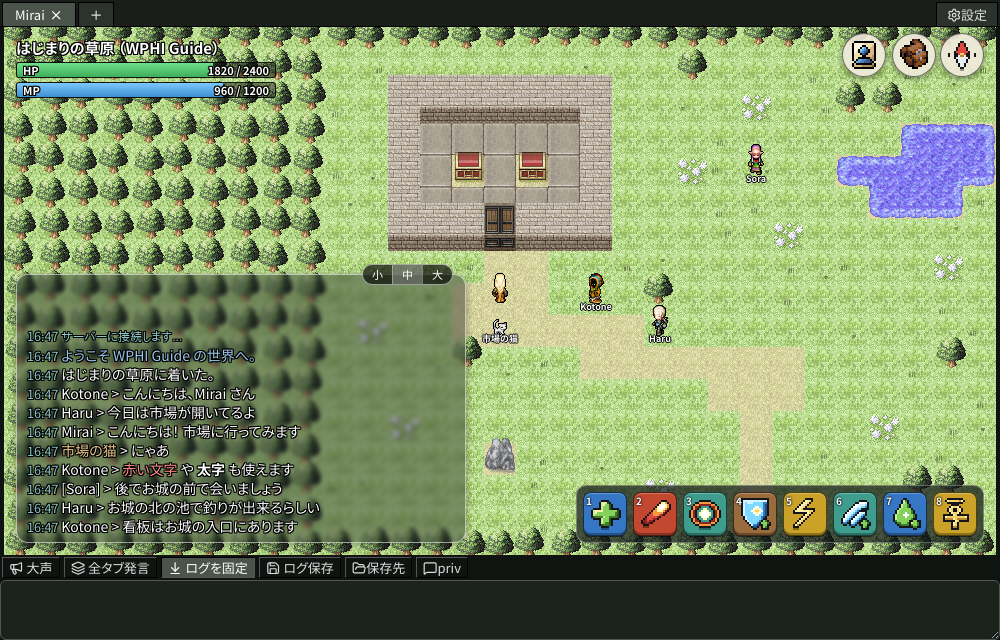 Mirai ✕
+
設定
はじまりの草原 (WPHI Guide)
HP 1820 / 2400
MP 960 / 1200
Sora
Kotone
Haru
市場の猫
小 中 大
16:47 サーバーに接続します...
16:47 ようこそ WPHI Guide の世界へ。
16:47 はじまりの草原に着いた。
16:47 Kotone > こんにちは、Mirai さん
16:47 Haru > 今日は市場が開いてるよ
16:47 Mirai > こんにちは! 市場に行ってみます
16:47 市場の猫 > にゃあ
16:47 Kotone > 赤い文字 や 太字 も使えます
16:47 [Sora] > 後でお城の前で会いましょう
16:47 Haru > お城の北の池で釣りが出来るらしい
16:47 Kotone > 看板はお城の入口にあります
1 2 3 4 5 6 7 8
大声 全タブ発言 ログを固定 ログ保存 保存先 priv